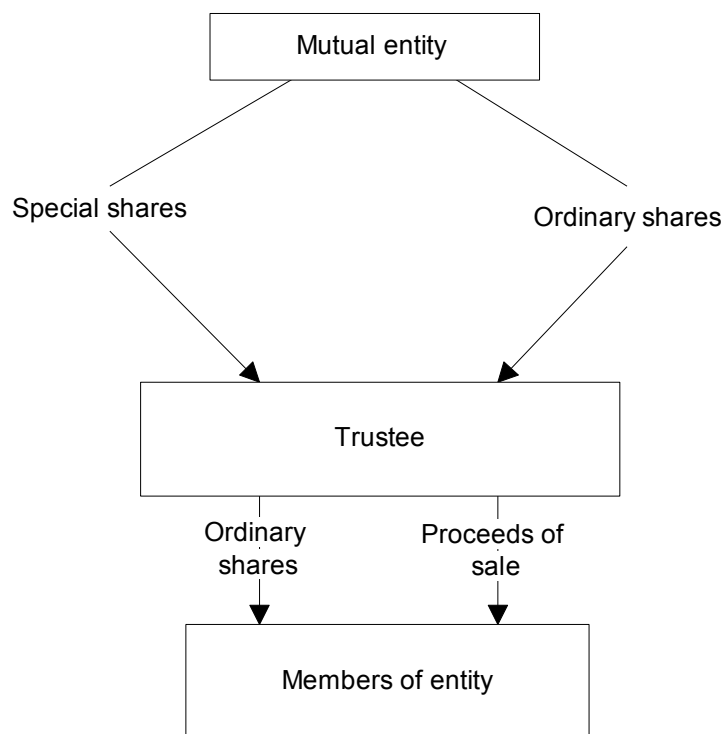 Mutual entity
Special shares
Ordinary shares
Trustee
Ordinary
shares
Proceeds of
sale
Members of entity